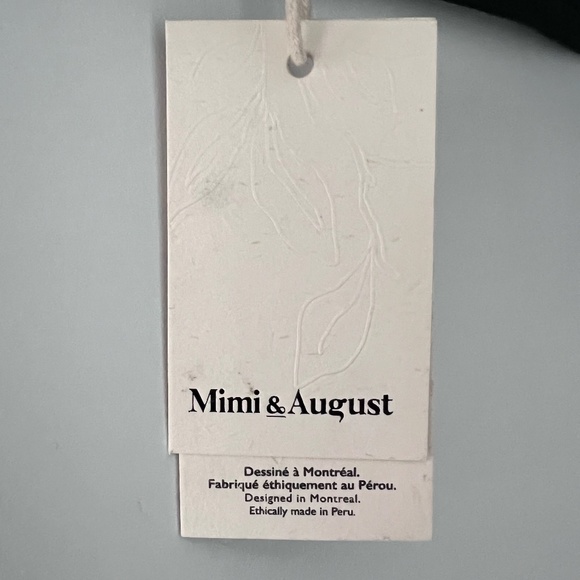 Mimi & August
Dessiné à Montréal.
Fabriqué éthiquement au Pérou.
Designed in Montreal.
Ethically made in Peru.